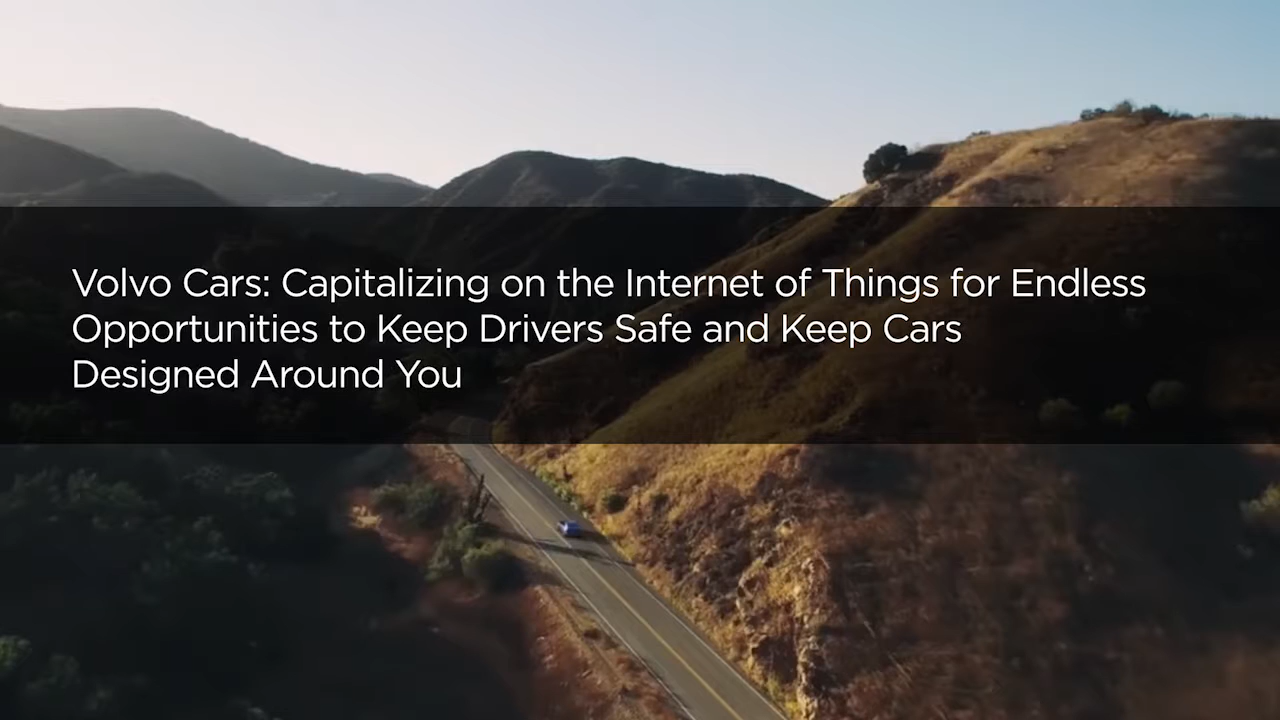 Volvo Cars: Capitalizing on the Internet of Things for Endless
Opportunities to Keep Drivers Safe and Keep Cars
Designed Around You